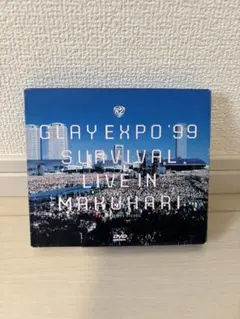 GLAY EXPO '99
SURVIVAL
LIVE IN
MAKUHARI
DVD